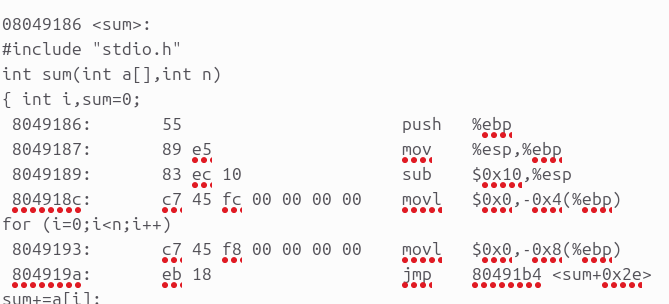 08049186 <sum>:
#include "stdio.h"
int sum(int a[],int n)
{ int i,sum=0;
8049186: 55 push %ebp
8049187: 89 e5 mov %esp,%ebp
8049189: 83 ec 10 sub $0x10,%esp
804918c: c7 45 fc 00 00 00 00 movl $0x0,-0x4(%ebp)
for (i=0;i<n;i++)
8049193: c7 45 f8 00 00 00 00 movl $0x0,-0x8(%ebp)
804919a: eb 18 jmp 80491b4 <sum+0x2e>
sum+=a[i];